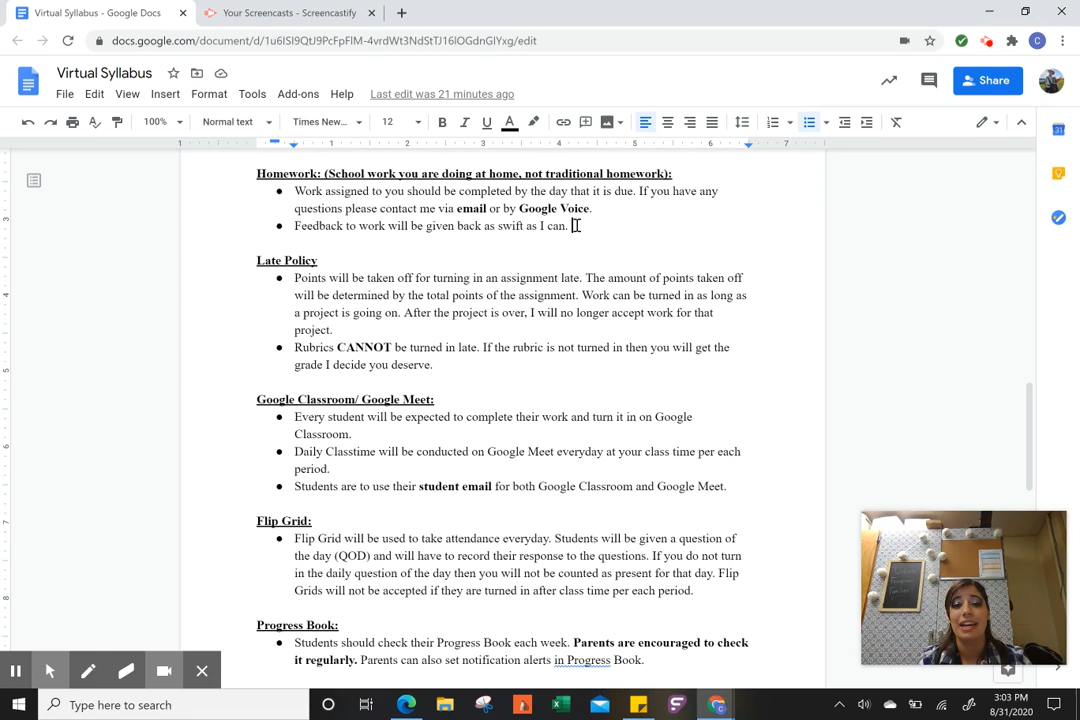 Virtual Syllabus - Google Docs
Your Screencasts - Screencastify
docs.google.com/document/d/1u6ISI9QtJ9PcFpFIM-4vrdWt3NdStTJ16IOGdnGlYxg/edit
Virtual Syllabus
File Edit View Insert Format Tools Add-ons Help Last edit was 21 minutes ago
Share
100% Normal text Times New... 12
Homework: (School work you are doing at home, not traditional homework):
● Work assigned to you should be completed by the day that it is due. If you have any
questions please contact me via email or by Google Voice.
● Feedback to work will be given back as swift as I can.
Late Policy
● Points will be taken off for turning in an assignment late. The amount of points taken off
will be determined by the total points of the assignment. Work can be turned in as long as
a project is going on. After the project is over, I will no longer accept work for that
project.
● Rubrics CANNOT be turned in late. If the rubric is not turned in then you will get the
grade I decide you deserve.
Google Classroom/ Google Meet:
● Every student will be expected to complete their work and turn it in on Google
Classroom.
● Daily Classtime will be conducted on Google Meet everyday at your class time per each
period.
● Students are to use their student email for both Google Classroom and Google Meet.
Flip Grid:
● Flip Grid will be used to take attendance everyday. Students will be given a question of
the day (QOD) and will have to record their response to the questions. If you do not turn
in the daily question of the day then you will not be counted as present for that day. Flip
Grids will not be accepted if they are turned in after class time per each period.
Progress Book:
● Students should check their Progress Book each week. Parents are encouraged to check
it regularly. Parents can also set notification alerts in Progress Book.
Type here to search
3:03 PM
8/31/2020